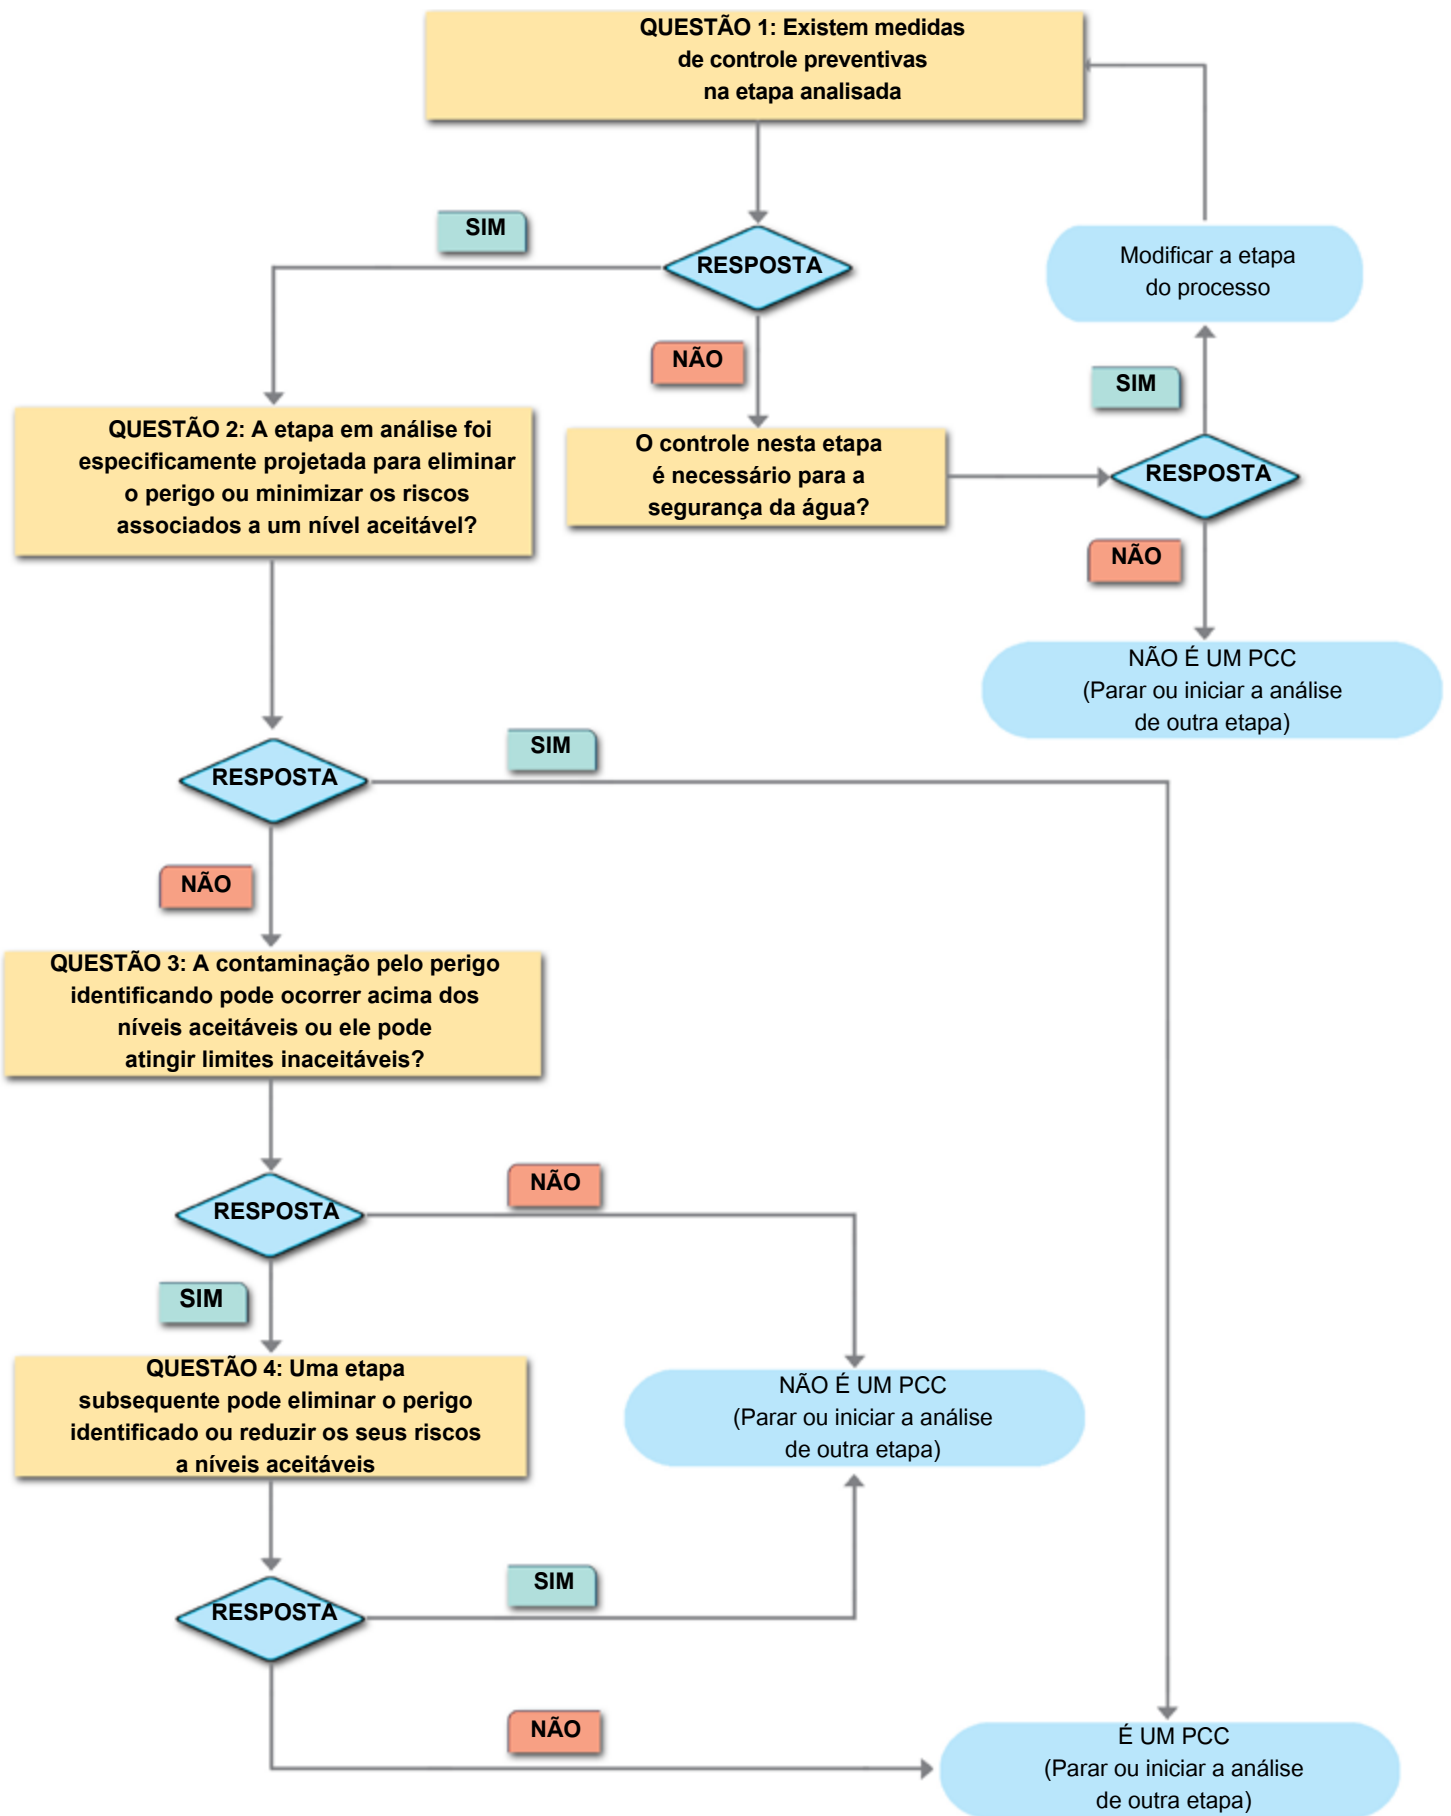 QUESTÃO 1: Existem medidas
de controle preventivas
na etapa analisada
SIM
RESPOSTA
Modificar a etapa
do processo
NÃO
SIM
QUESTÃO 2: A etapa em análise foi
especificamente projetada para eliminar
o perigo ou minimizar os riscos
associados a um nível aceitável?
O controle nesta etapa
é necessário para a
segurança da água?
RESPOSTA
NÃO
NÃO É UM PCC
(Parar ou iniciar a análise
de outra etapa)
SIM
RESPOSTA
NÃO
QUESTÃO 3: A contaminação pelo perigo
identificando pode ocorrer acima dos
níveis aceitáveis ou ele pode
atingir limites inaceitáveis?
NÃO
RESPOSTA
SIM
QUESTÃO 4: Uma etapa
subsequente pode eliminar o perigo
identificado ou reduzir os seus riscos
a níveis aceitáveis
NÃO É UM PCC
(Parar ou iniciar a análise
de outra etapa)
SIM
RESPOSTA
NÃO
É UM PCC
(Parar ou iniciar a análise
de outra etapa)